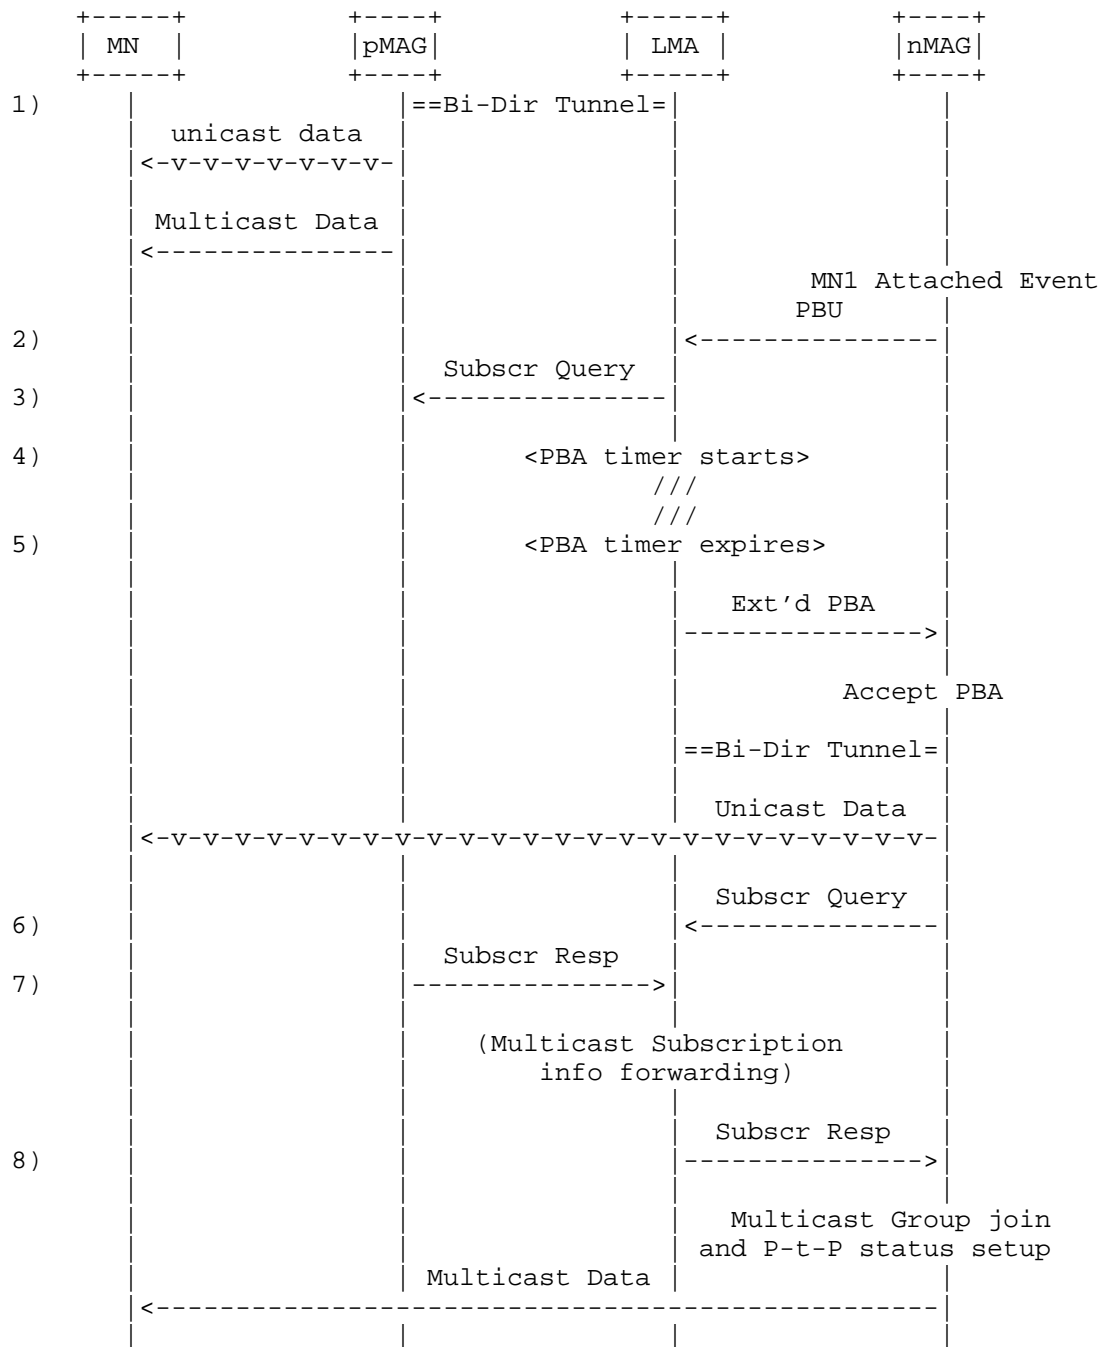 MN pMAG LMA nMAG
1) ==Bi-Dir Tunnel=
unicast data
<-v-v-v-v-v-v-v-
Multicast Data
<---------------
MN1 Attached Event
PBU
2) <---------------
Subscr Query
3) <---------------
4) <PBA timer starts>
///
///
5) <PBA timer expires>
Ext'd PBA
--------------->
Accept PBA
==Bi-Dir Tunnel=
Unicast Data
<-v-v-v-v-v-v-v-v-v-v-v-v-v-v-v-v-v-v-v-v-v-v-v-v-
Subscr Query
6) <---------------
Subscr Resp
7) --------------->
(Multicast Subscription
info forwarding)
Subscr Resp
8) --------------->
Multicast Group join
and P-t-P status setup
Multicast Data
<-------------------------------------------------